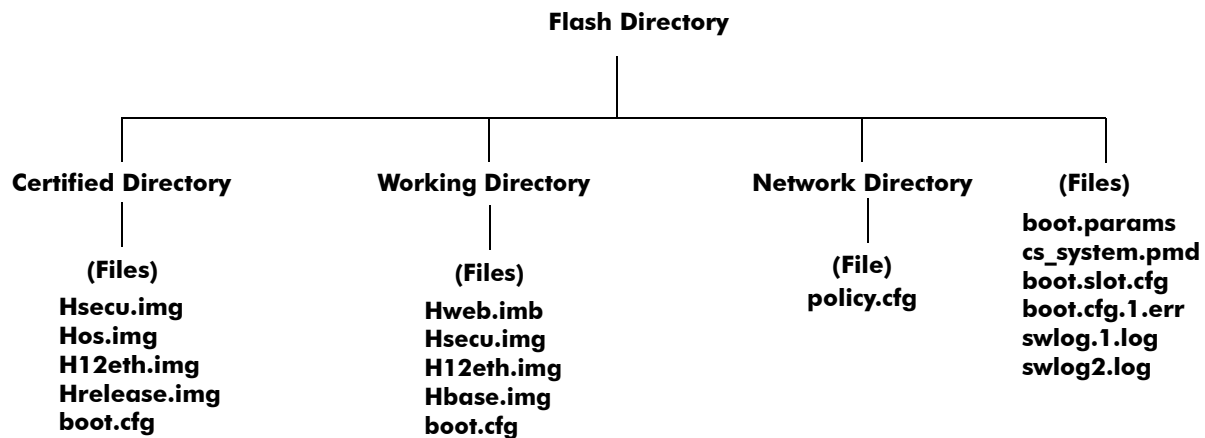 Flash Directory
Certified Directory
(Files)
Hsecu.img
Hos.img
H12eth.img
Hrelease.img
boot.cfg
Working Directory
(Files)
Hweb.imb
Hsecu.img
H12eth.img
Hbase.img
boot.cfg
Network Directory
(File)
policy.cfg
(Files)
boot.params
cs_system.pmd
boot.slot.cfg
boot.cfg.1.err
swlog.1.log
swlog2.log